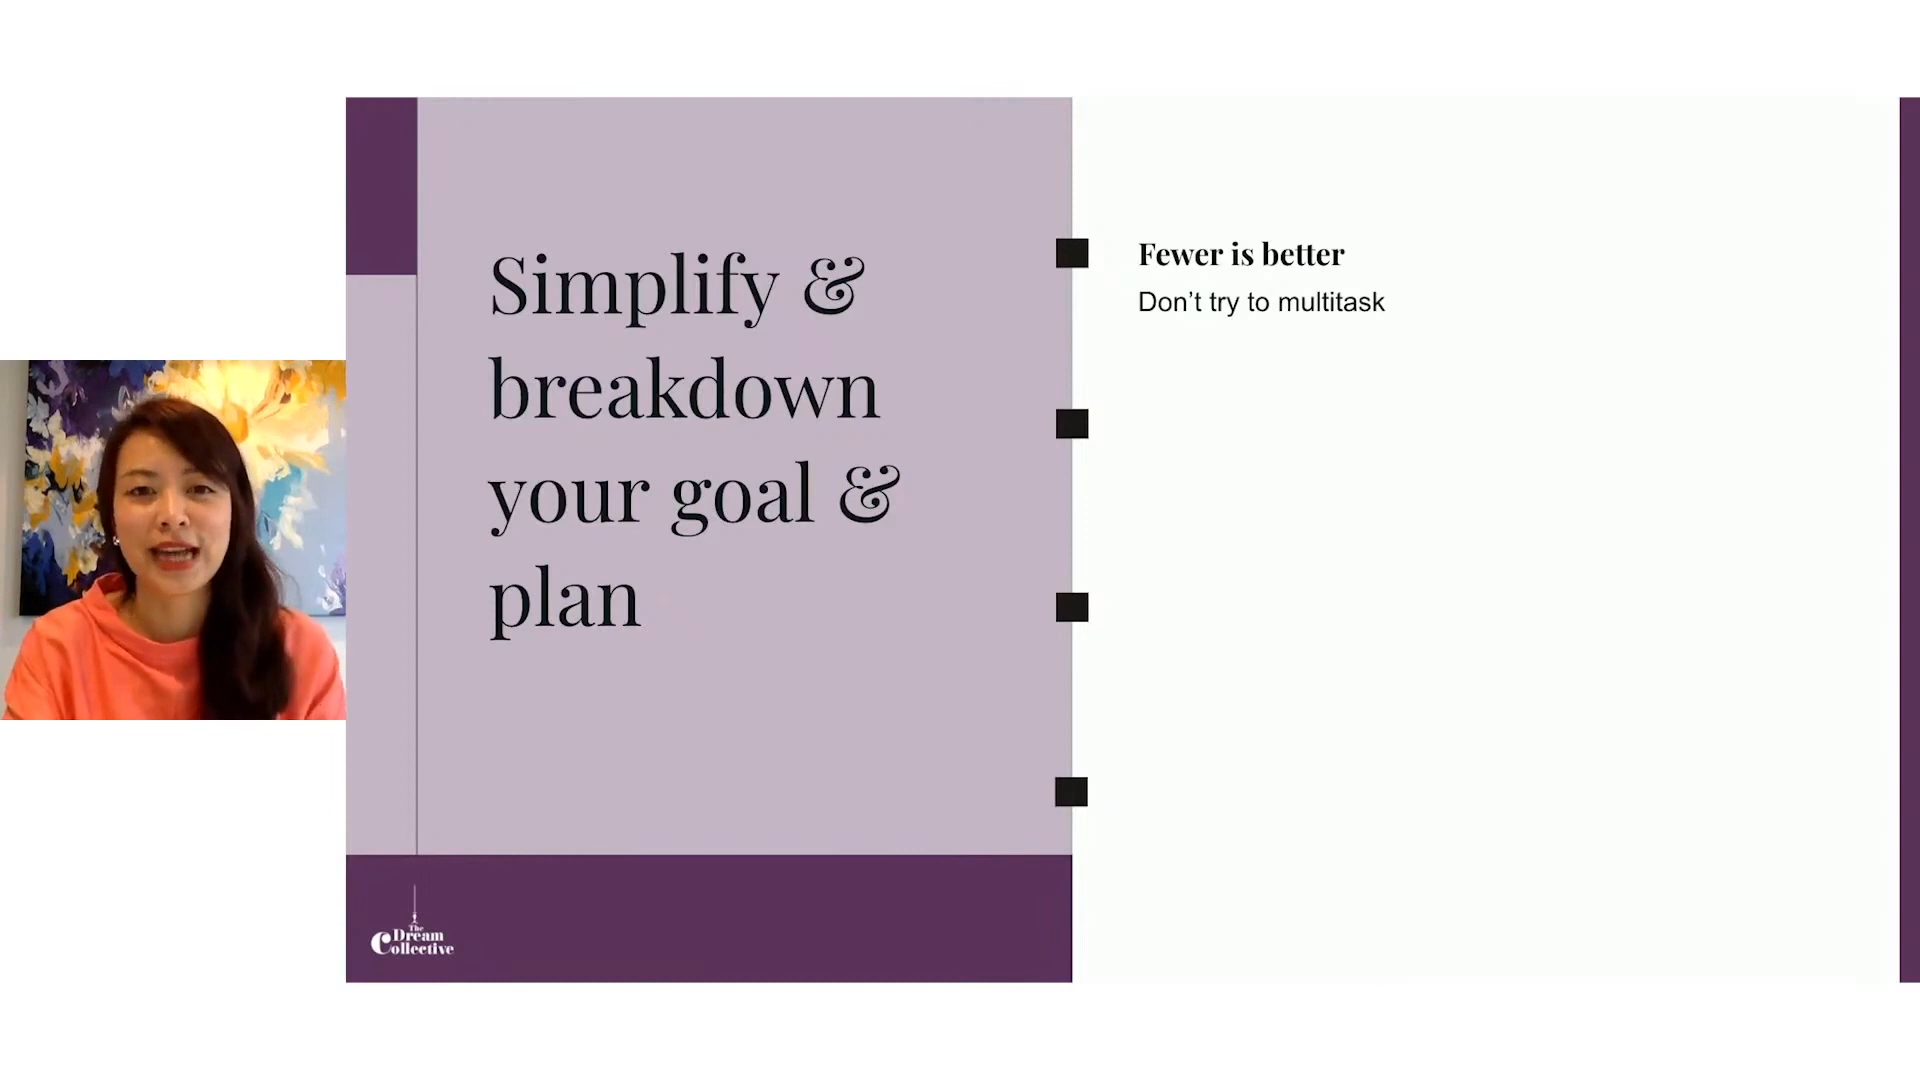 Simplify &
breakdown
your goal &
plan
Fewer is better
Don’t try to multitask
The
Dream
Collective